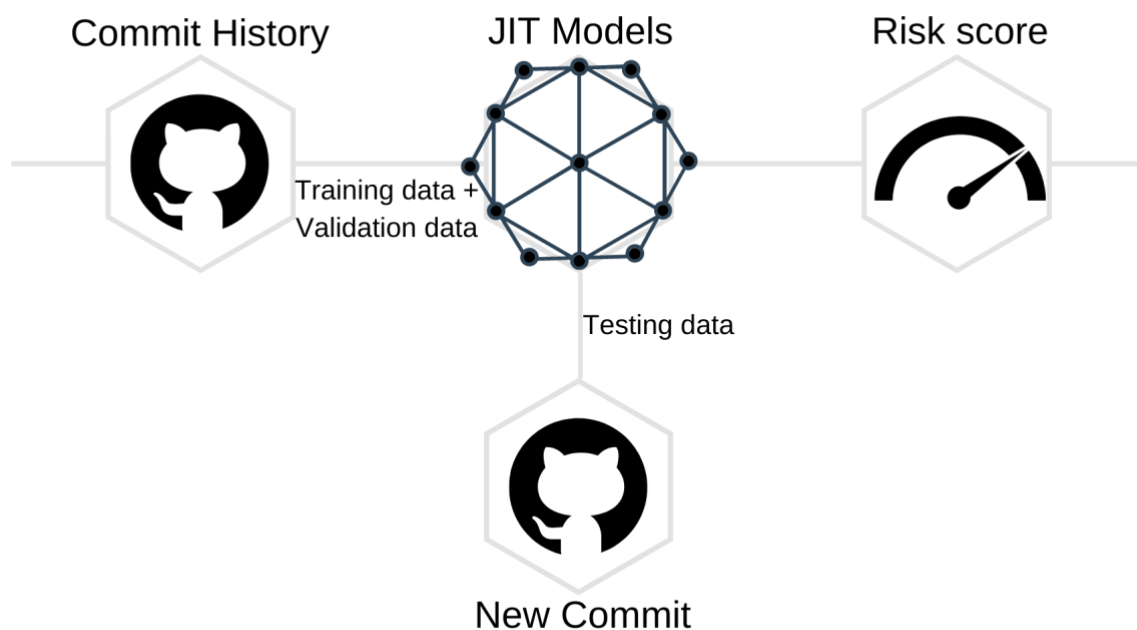 Commit History
JIT Models
Risk score
Training data +
Validation data
Testing data
New Commit